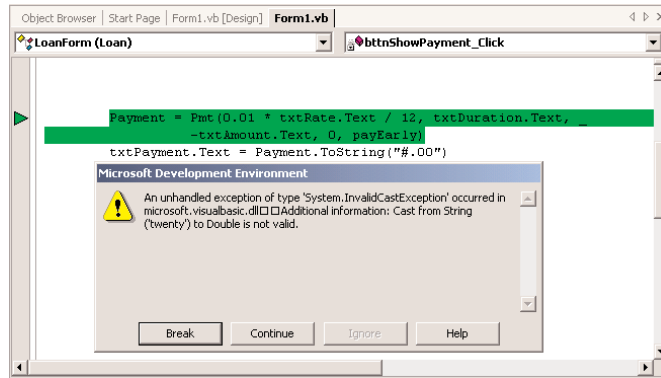 Object Browser | Start Page | Form1.vb [Design] Form1.vb
LoanForm (Loan) bttnShowPayment_Click
Payment = Pmt(0.01 * txtRate.Text / 12, txtDuration.Text, _
-txtAmount.Text, 0, payEarly)
txtPayment.Text = Payment.ToString("#.00")
Microsoft Development Environment
An unhandled exception of type 'System.InvalidCastException' occurred in
microsoft.visualbasic.dll□□Additional information: Cast from String
('twenty') to Double is not valid.
Break Continue Ignore Help